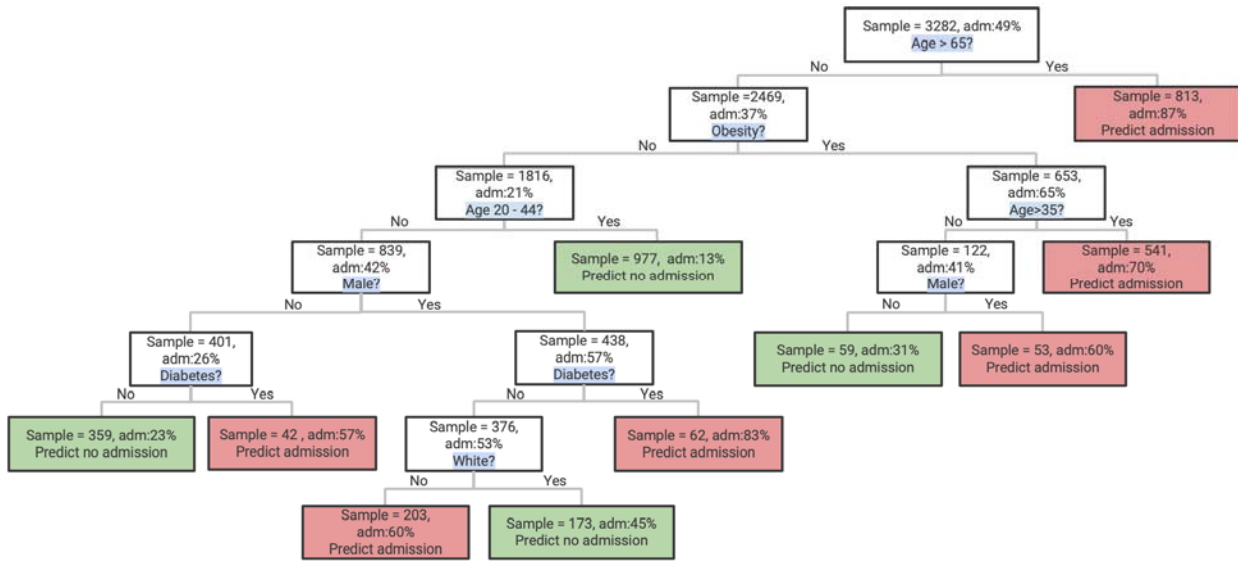 Sample = 3282, adm:49%
Age > 65?
No
Yes
Sample =2469,
adm:37%
Obesity?
Sample = 813,
adm:87%
Predict admission
No
Yes
Sample = 1816,
adm:21%
Age 20 - 44?
Sample = 653,
adm:65%
Age>35?
No
Yes
No
Yes
Sample = 839,
adm:42%
Male?
Sample = 977, adm:13%
Predict no admission
Sample = 122,
adm:41%
Male?
Sample = 541,
adm:70%
Predict admission
No
Yes
No
Yes
Sample = 401,
adm:26%
Diabetes?
Sample = 438,
adm:57%
Diabetes?
Sample = 59, adm:31%
Predict no admission
Sample = 53, adm:60%
Predict admission
No
Yes
No
Yes
Sample = 359, adm:23%
Predict no admission
Sample = 42 , adm:57%
Predict admission
Sample = 376,
adm:53%
White?
Sample = 62, adm:83%
Predict admission
No
Yes
Sample = 203,
adm:60%
Predict admission
Sample = 173, adm:45%
Predict no admission